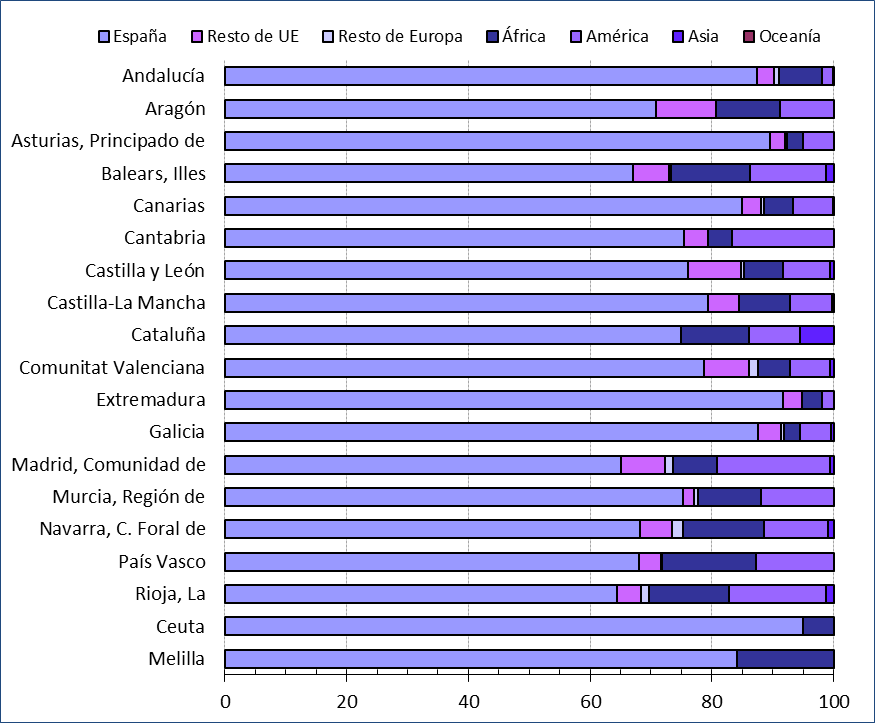 España Resto de UE Resto de Europa África América Asia Oceanía
Andalucía
Aragón
Asturias, Principado de
Balears, Illes
Canarias
Cantabria
Castilla y León
Castilla-La Mancha
Cataluña
Comunitat Valenciana
Extremadura
Galicia
Madrid, Comunidad de
Murcia, Región de
Navarra, C. Foral de
País Vasco
Rioja, La
Ceuta
Melilla
0 20 40 60 80 100